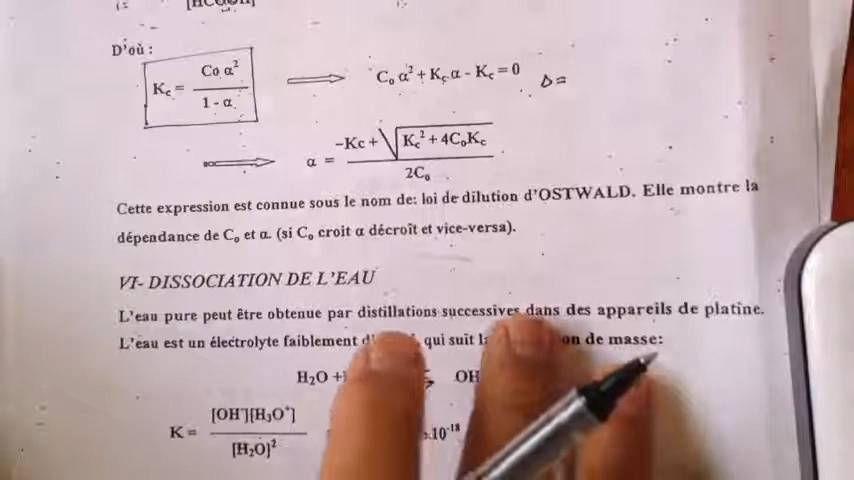 [HCOOH]
D'où :
Kc = Co α² / 1 - α ⟹ Co α² + Kc α - Kc = 0 Δ=
⟹ α = -Kc + √Kc² + 4CoKc / 2Co
Cette expression est connue sous le nom de: loi de dilution d'OSTWALD. Elle montre la
dépendance de Co et α. (si Co croit α décroît et vice-versa).
VI- DISSOCIATION DE L'EAU
L'eau pure peut être obtenue par distillations successives dans des appareils de platine.
L'eau est un électrolyte faiblement qui suit de masse:
H₂O + OH
K = [OH⁻][H₃O⁺] / [H₂O]² .10⁻¹⁸